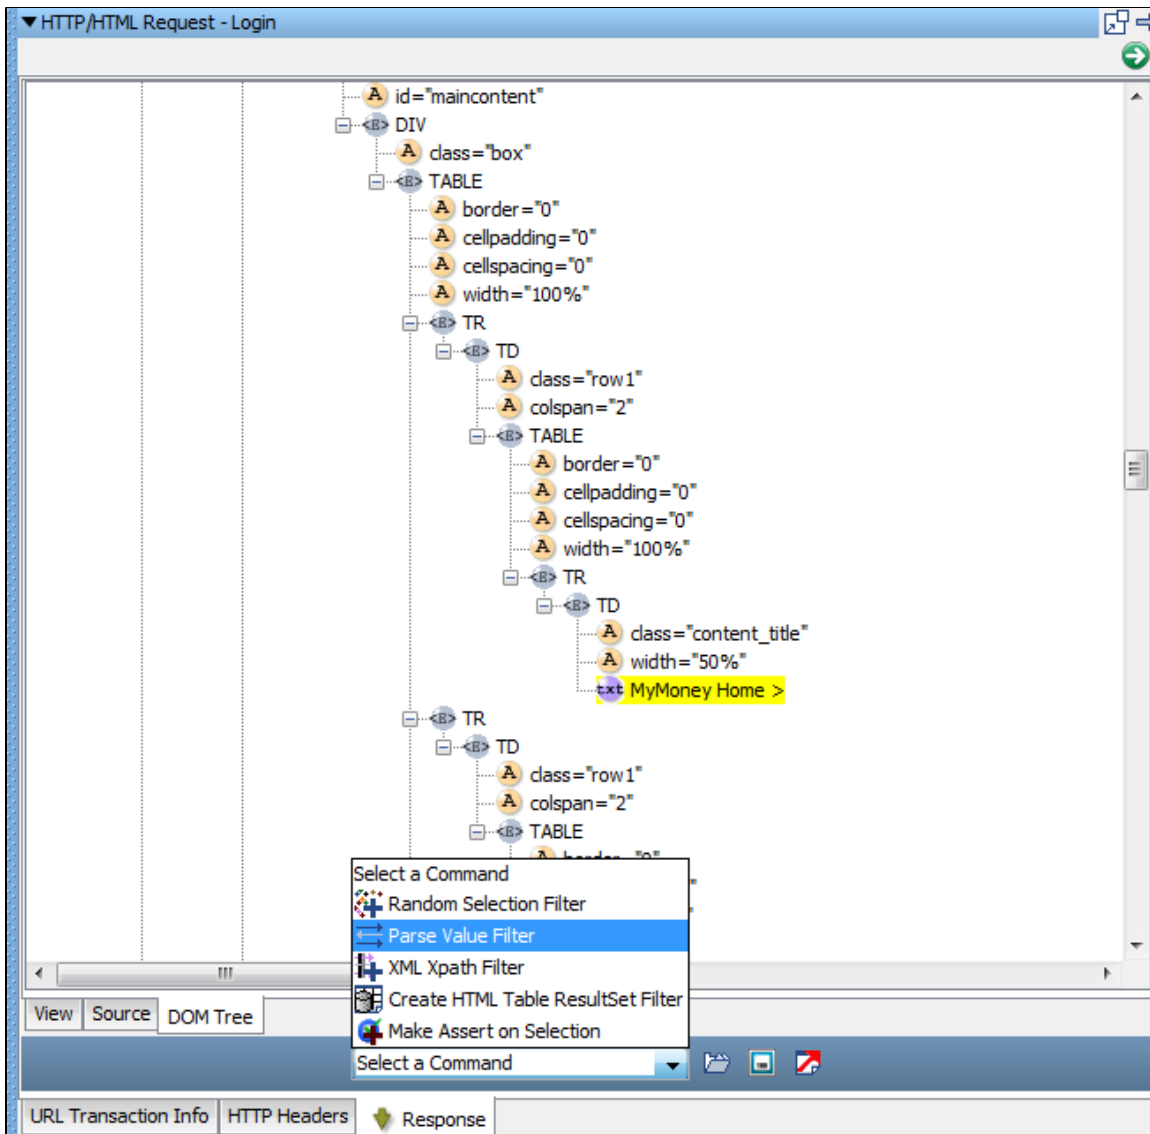 HTTP/HTML Request - Login
A id="maincontent"
<E> DIV
A class="box"
<E> TABLE
A border="0"
A cellpadding="0"
A cellspacing="0"
A width="100%"
<E> TR
<E> TD
A class="row1"
A colspan="2"
<E> TABLE
A border="0"
A cellpadding="0"
A cellspacing="0"
A width="100%"
<E> TR
<E> TD
A class="content_title"
A width="50%"
txt MyMoney Home >
<E> TR
<E> TD
A class="row1"
A colspan="2"
<E> TABLE
Select a Command
Random Selection Filter
Parse Value Filter
XML Xpath Filter
Create HTML Table ResultSet Filter
Make Assert on Selection
View Source DOM Tree
Select a Command
URL Transaction Info HTTP Headers Response